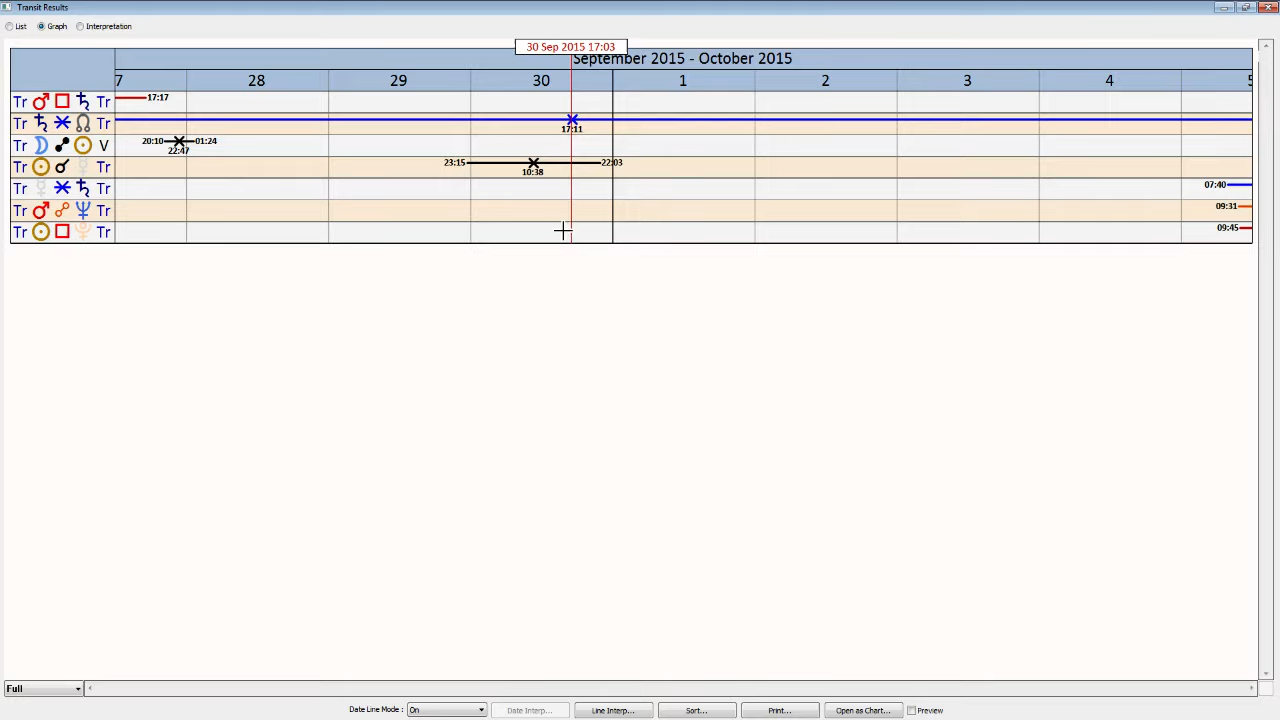 Transit Results
List Graph Interpretation
30 Sep 2015 17:03
September 2015 - October 2015
7 28 29 30 1 2 3 4 5
Tr ♂ □ ♄ Tr 17:17
Tr ♄ ⚹ ☊ Tr 17:11
Tr ☽ ☍ ☉ V 20:10 22:47 01:24
Tr ☉ ☌ ☿ Tr 23:15 10:38 22:03
Tr ☿ ⚹ ♄ Tr 07:40
Tr ♂ ☍ ♆ Tr 09:31
Tr ☉ □ ♇ Tr 09:45
Full
Date Line Mode : On Date Interp... Line Interp... Sort... Print... Open as Chart... Preview